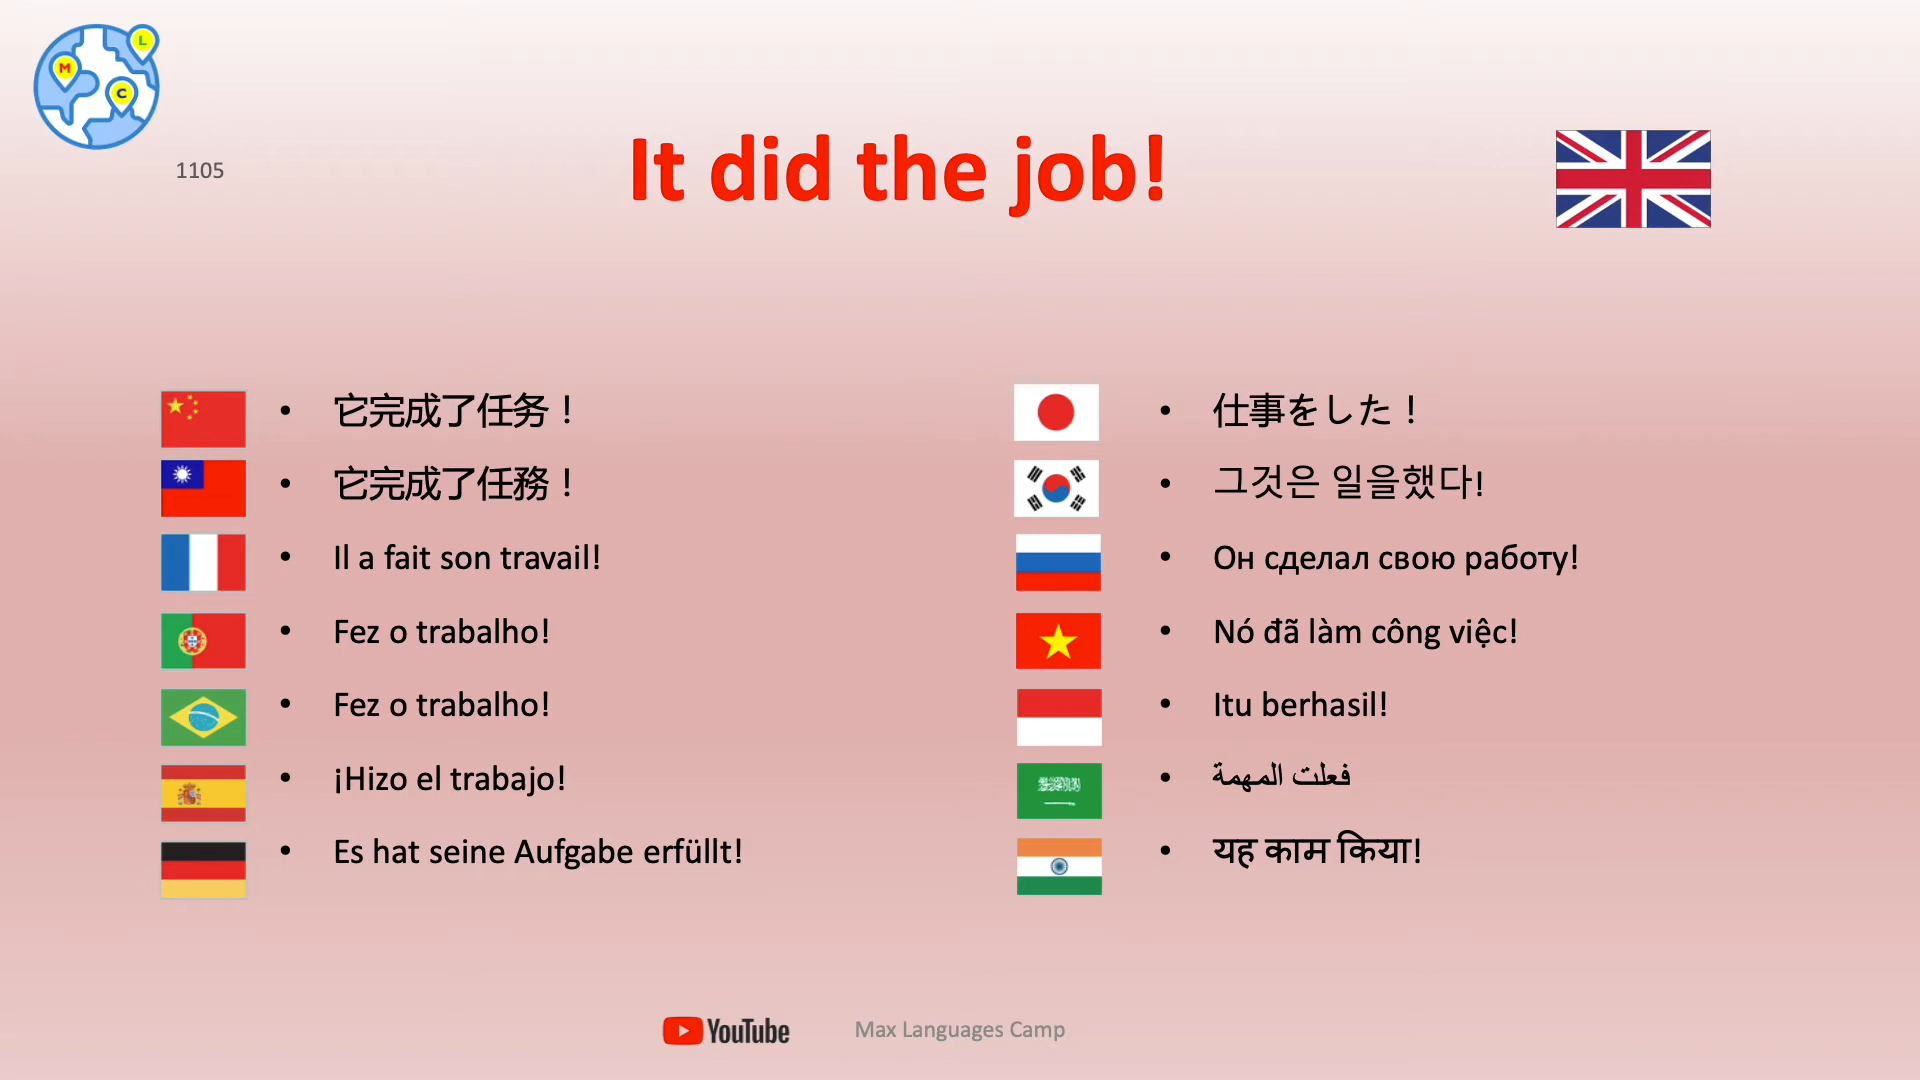 L
M
C
1105
It did the job!
• 它完成了任务！
• 它完成了任務！
• Il a fait son travail!
• Fez o trabalho!
• Fez o trabalho!
• ¡Hizo el trabajo!
• Es hat seine Aufgabe erfüllt!
• 仕事をした！
• 그것은 일을했다!
• Он сделал свою работу!
• Nó đã làm công việc!
• Itu berhasil!
• فعلت المهمة
• यह काम किया!
YouTube
Max Languages Camp